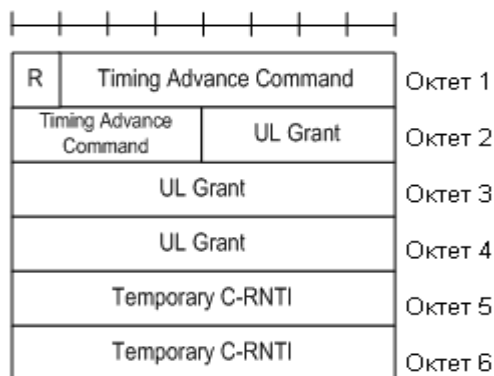 R Timing Advance Command Октет 1
Timing Advance
Command UL Grant Октет 2
UL Grant Октет 3
UL Grant Октет 4
Temporary C-RNTI Октет 5
Temporary C-RNTI Октет 6